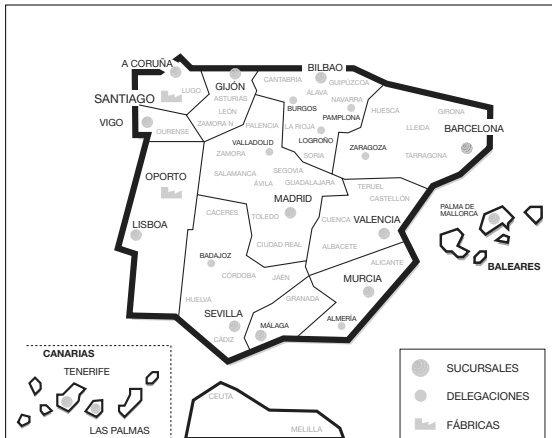 A CORUÑA
LUGO
SANTIAGO
VIGO
OURENSE
GIJÓN
ASTURIAS
LEÓN
ZAMORA N
CANTABRIA
BILBAO
GUIPÚZCOA
ÁLAVA
NAVARRA
BURGOS
PAMPLONA
PALENCIA
LA RIOJA
LOGROÑO
SORIA
HUESCA
GIRONA
LLEIDA
BARCELONA
TARRAGONA
ZARAGOZA
VALLADOLID
ZAMORA
SEGOVIA
SALAMANCA
ÁVILA
GUADALAJARA
OPORTO
MADRID
TERUEL
CASTELLÓN
CÁCERES
TOLEDO
CUENCA
VALENCIA
PALMA DE
MALLORCA
LISBOA
CIUDAD REAL
ALBACETE
BADAJOZ
ALICANTE
BALEARES
CÓRDOBA
JAÉN
MURCIA
HUELVA
GRANADA
SEVILLA
MÁLAGA
ALMERÍA
CÁDIZ
CANARIAS
TENERIFE
LAS PALMAS
CEUTA
MELILLA
SUCURSALES
DELEGACIONES
FÁBRICAS